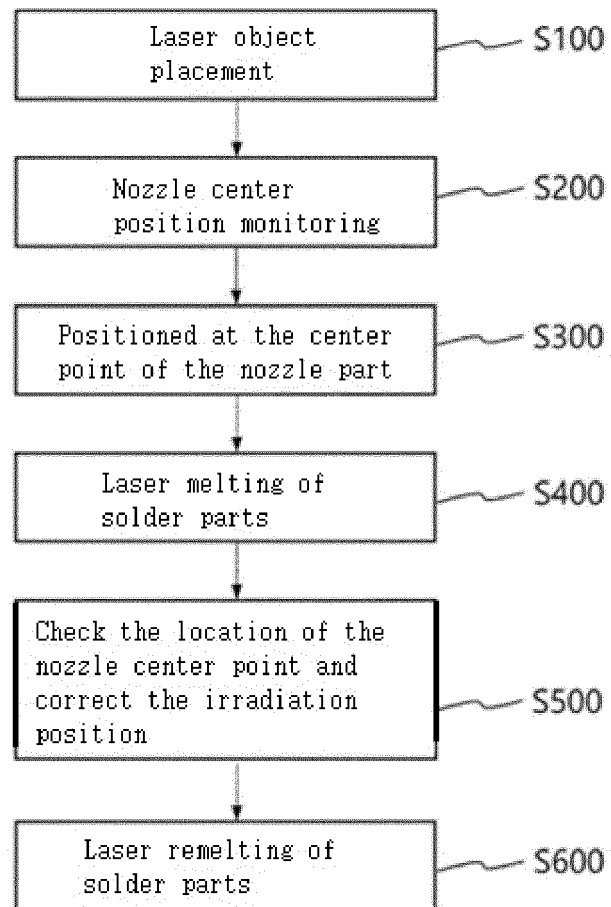 Laser object
placement
S100
Nozzle center
position monitoring
S200
Positioned at the center
point of the nozzle part
S300
Laser melting of
solder parts
S400
Check the location of the
nozzle center point and
correct the irradiation
position
S500
Laser remelting of
solder parts
S600